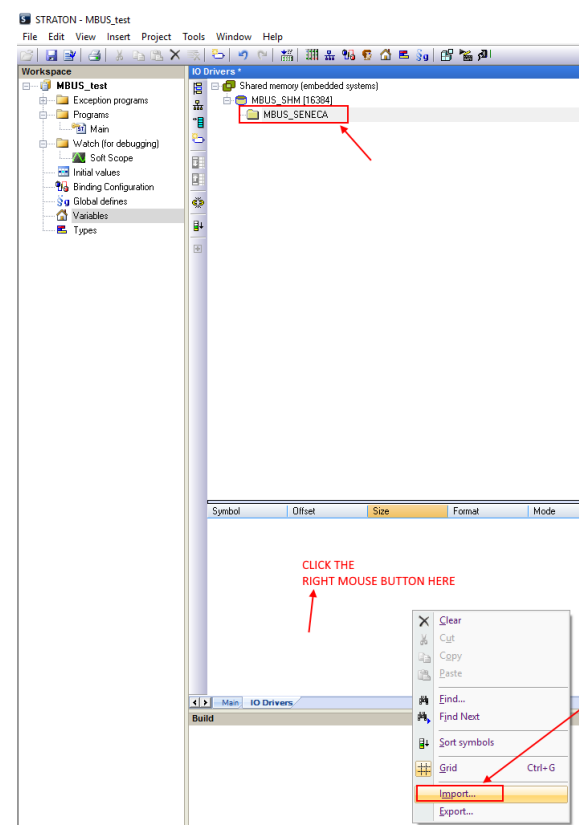 STRATON - MBUS_test
File Edit View Insert Project Tools Window Help
Workspace
IO Drivers *
MBUS_test
Exception programs
Programs
Main
Watch (for debugging)
Soft Scope
Initial values
Binding Configuration
Global defines
Variables
Types
Shared memory (embedded systems)
MBUS_SHM [16384]
MBUS_SENECA
Symbol Offset Size Format Mode
CLICK THE
RIGHT MOUSE BUTTON HERE
Clear
Cut
Copy
Paste
Find...
Find Next
Sort symbols
Grid Ctrl+G
Import...
Export...
Main IO Drivers
Build